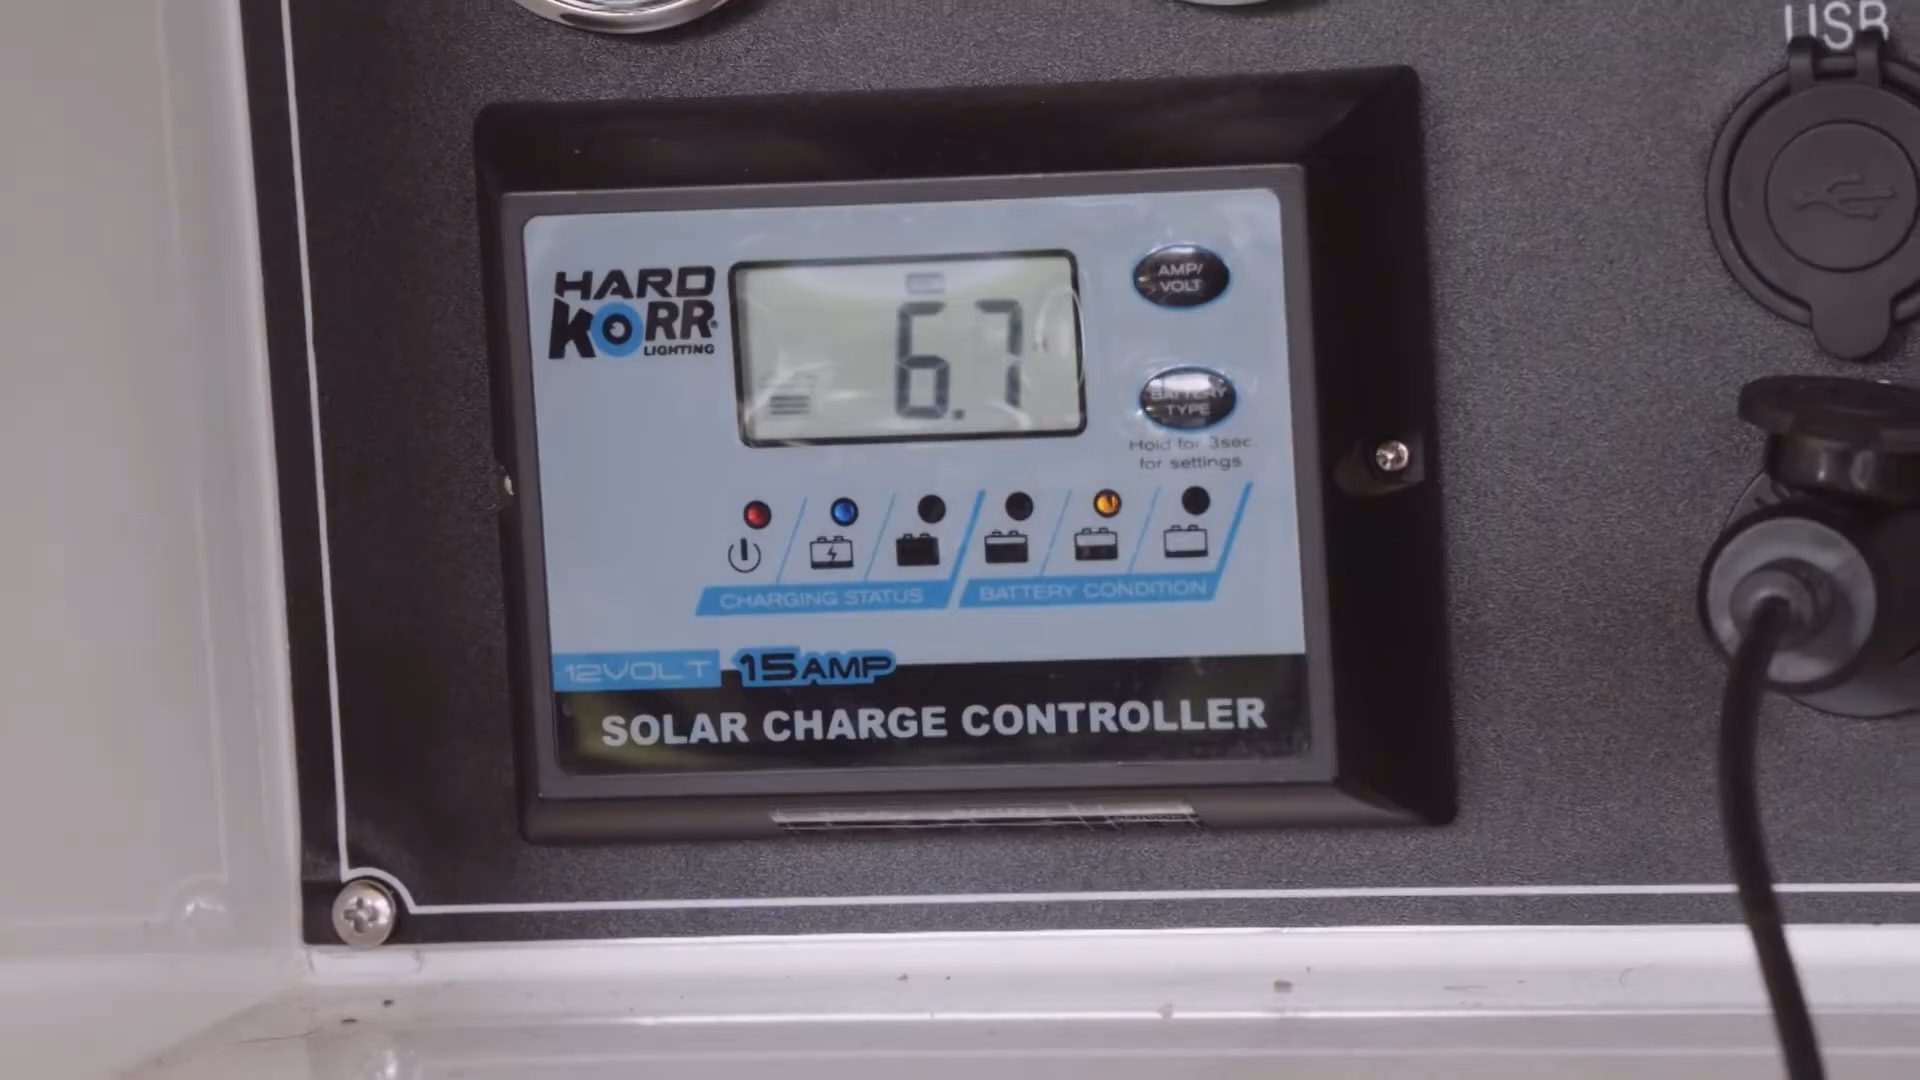 USB
HARD
KORR®
LIGHTING
6.7
AMP/
VOLT
BATTERY
TYPE
Hold for 3sec.
for settings
CHARGING STATUS
BATTERY CONDITION
12VOLT 15AMP
SOLAR CHARGE CONTROLLER